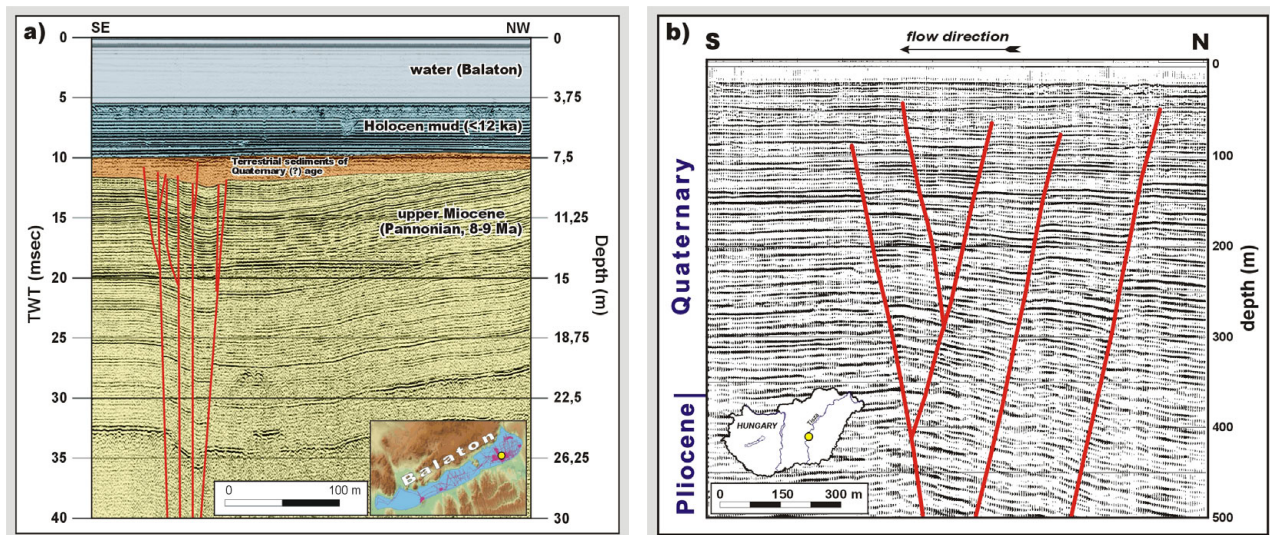 a)
SE
NW
0
5
10
15
20
25
30
35
40
TWT (msec)
water (Balaton)
Holocen mud (<12 ka)
Terrestrial sediments of
Quaternary (?) age
upper Miocene
(Pannonian, 8-9 Ma)
0
3,75
7,5
11,25
15
18,75
22,5
26,25
30
Depth (m)
0
100 m
Balaton
b)
S
flow direction
N
Quaternary
Pliocene
0
100
200
300
400
500
depth (m)
HUNGARY
0
150
300 m